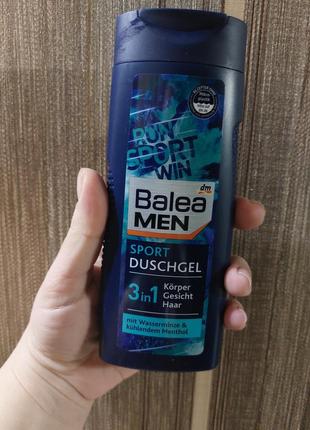 RUN
SPORT
WIN
dm
Balea
MEN
SPORT
DUSCHGEL
3in1
Körper
Gesicht
Haar
mit Wasserminze &
kühlendem Menthol